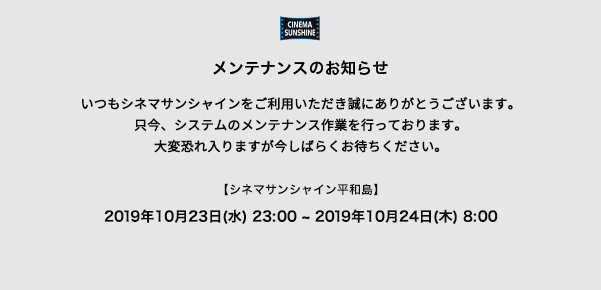 CINEMA
SUNSHINE
メンテナンスのお知らせ
いつもシネマサンシャインをご利用いただき誠にありがとうございます。
只今、システムのメンテナンス作業を行っております。
大変恐れ入りますが今しばらくお待ちください。
【シネマサンシャイン平和島】
2019年10月23日(水) 23:00 ~ 2019年10月24日(木) 8:00